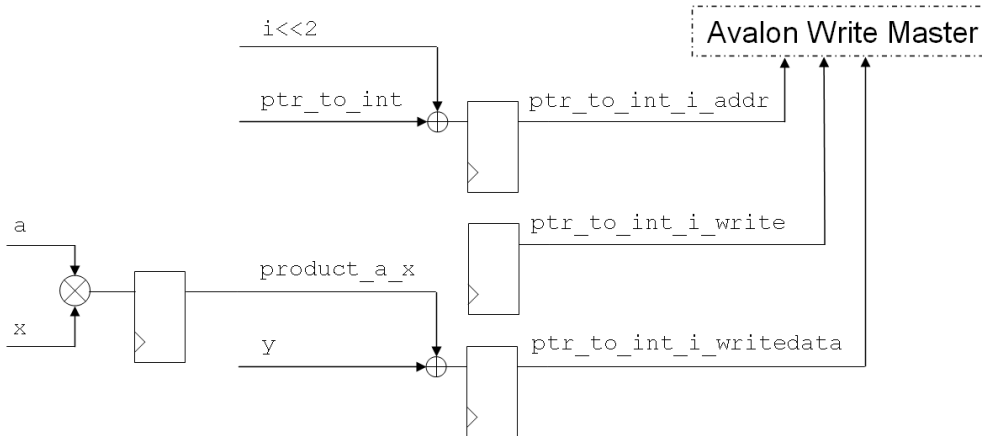 i<<2
Avalon Write Master
ptr_to_int
ptr_to_int_i_addr
a
ptr_to_int_i_write
product_a_x
x
y
ptr_to_int_i_writedata